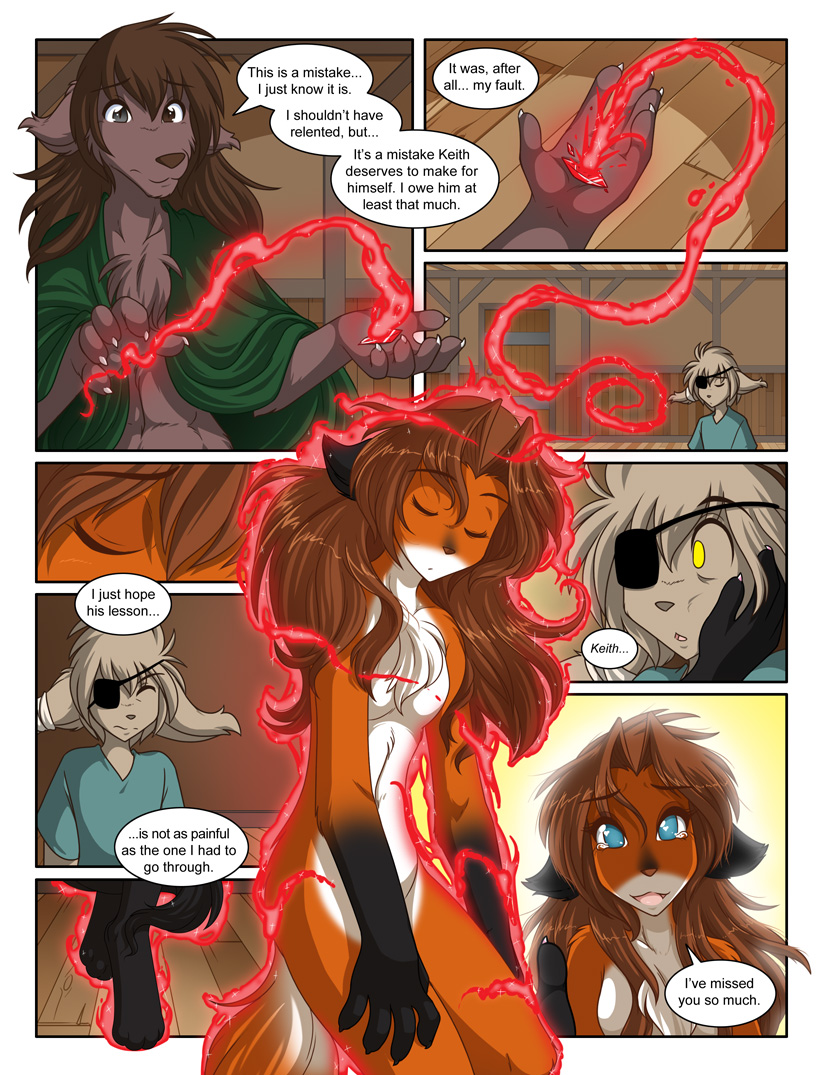 This is a mistake...
I just know it is.
I shouldn't have
relented, but...
It's a mistake Keith
deserves to make for
himself. I owe him at
least that much.
It was, after
all... my fault.
I just hope
his lesson...
...is not as painful
as the one I had to
go through.
Keith...
I've missed
you so much.